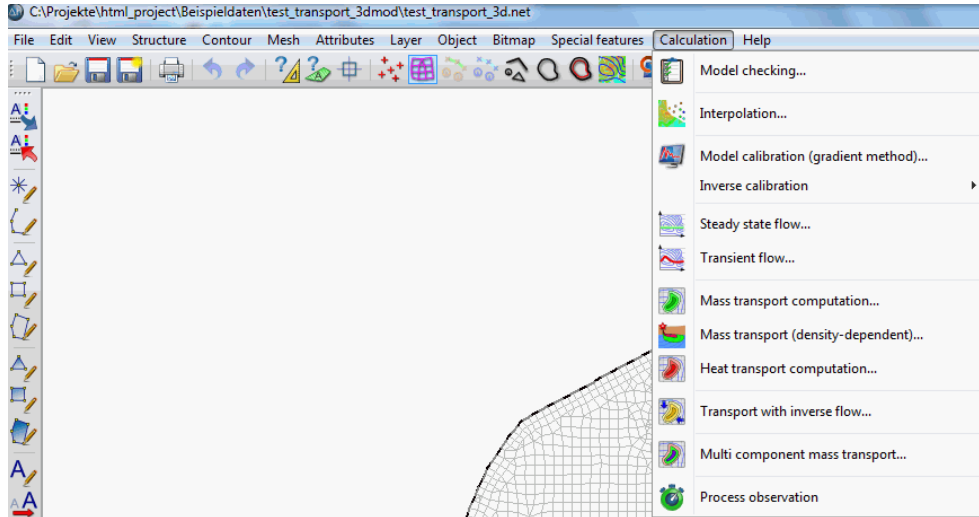 C:\Projekte\html_project\Beispieldaten\test_transport_3dmod\test_transport_3d.net
File Edit View Structure Contour Mesh Attributes Layer Object Bitmap Special features Calculation Help
Model checking...
Interpolation...
Model calibration (gradient method)...
Inverse calibration
Steady state flow...
Transient flow...
Mass transport computation...
Mass transport (density-dependent)...
Heat transport computation...
Transport with inverse flow...
Multi component mass transport...
Process observation